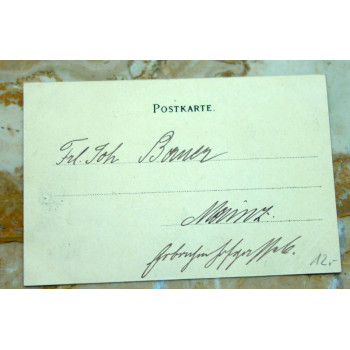 POSTKARTE.
Frl. Joh Bauer
Mainz.
12.-